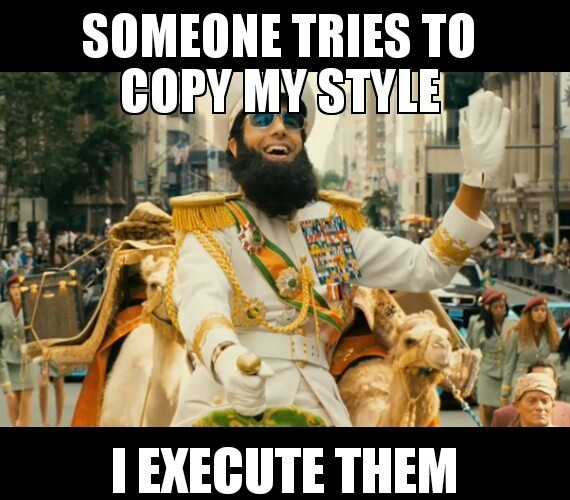 SOMEONE TRIES TO
COPY MY STYLE
I EXECUTE THEM